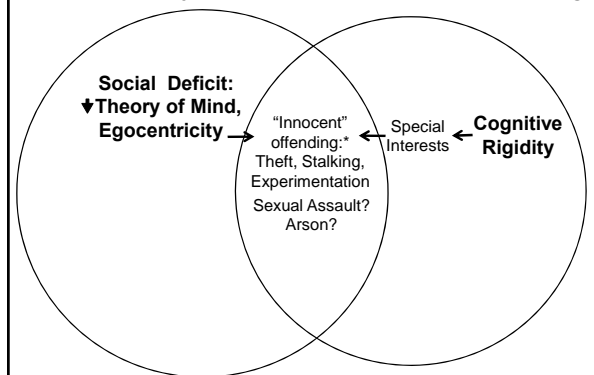 Social Deficit:
Theory of Mind,
Egocentricity
"Innocent"
offending:*
Theft, Stalking,
Experimentation
Sexual Assault?
Arson?
Special
Interests
Cognitive
Rigidity